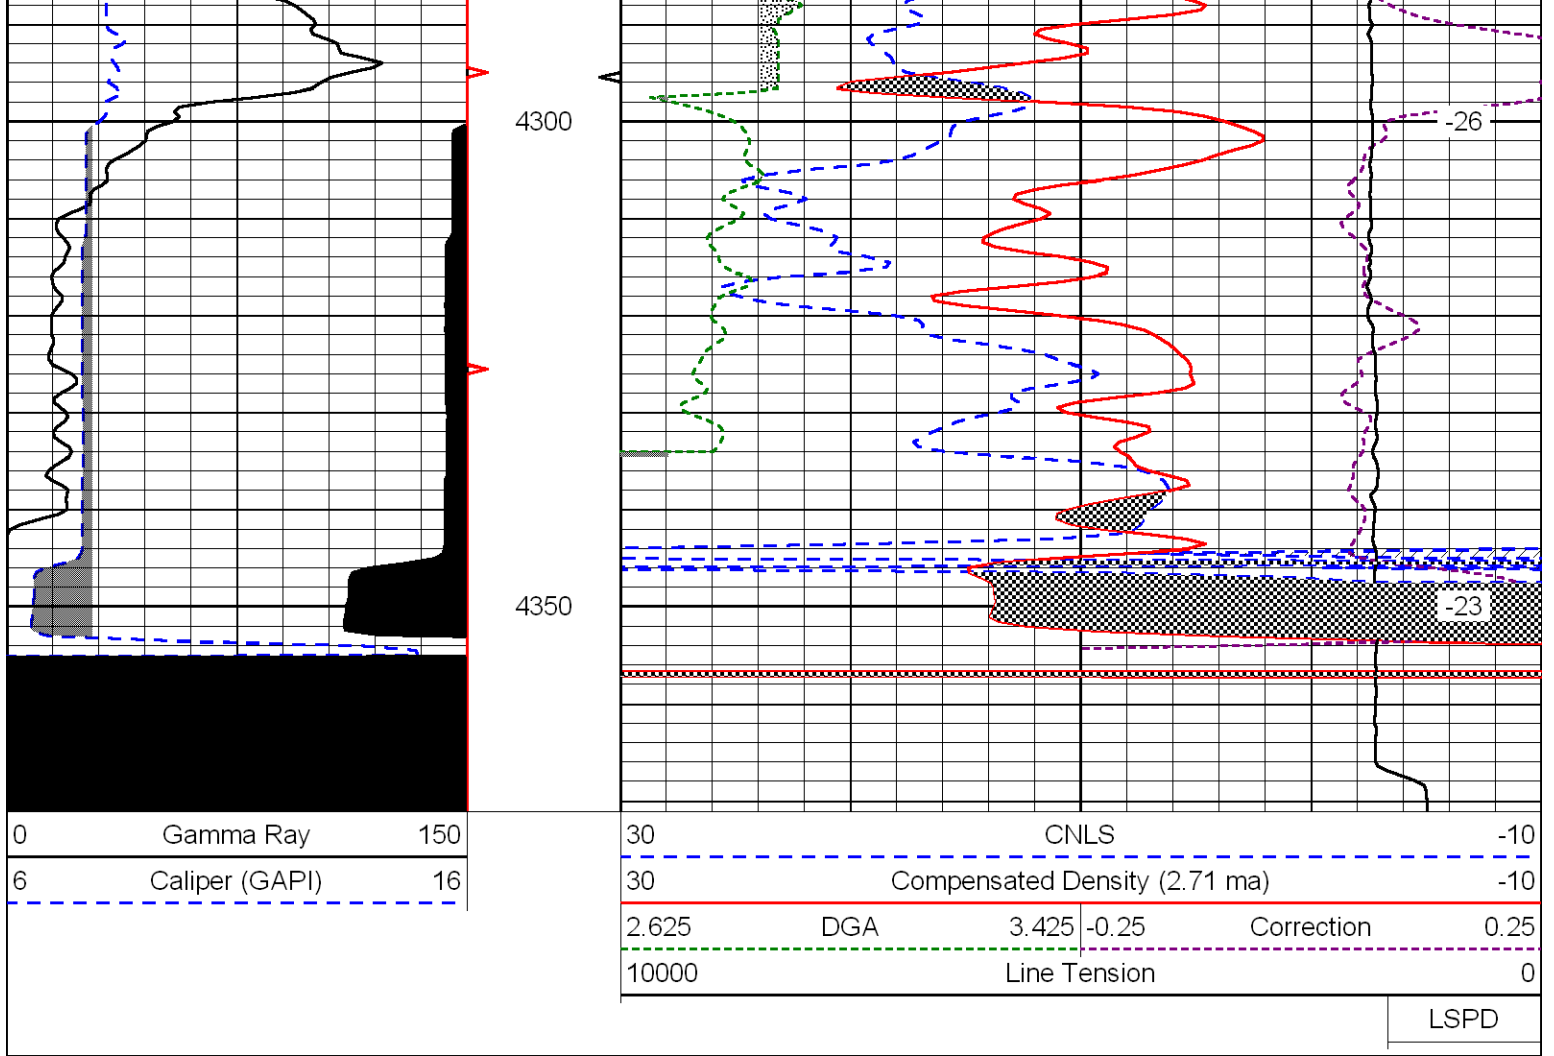 4300
-26
4350
-23
0 Gamma Ray 150
6 Caliper (GAPI) 16
30 CNLS -10
30 Compensated Density (2.71 ma) -10
2.625 DGA 3.425 -0.25 Correction 0.25
10000 Line Tension 0
LSPD